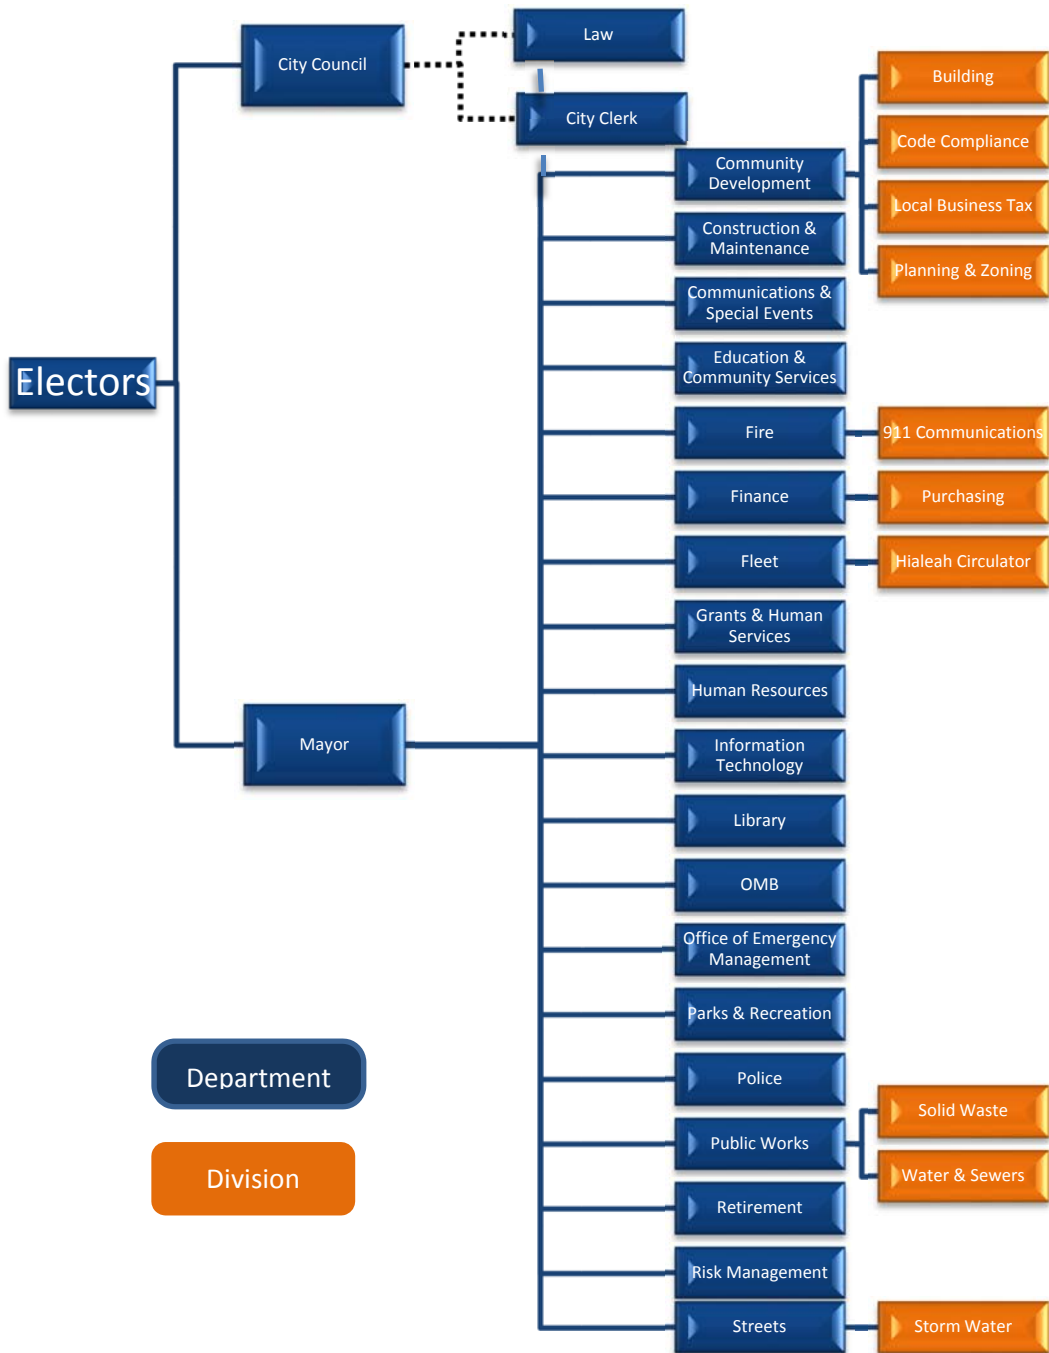 Law
City Council
Building
City Clerk
Code Compliance
Community
Development
Local Business Tax
Construction &
Maintenance
Planning & Zoning
Communications &
Special Events
Electors
Education &
Community Services
Fire
911 Communications
Finance
Purchasing
Fleet
Hialeah Circulator
Grants & Human
Services
Human Resources
Mayor
Information
Technology
Library
OMB
Office of Emergency
Management
Parks & Recreation
Department
Police
Solid Waste
Public Works
Division
Water & Sewers
Retirement
Risk Management
Streets
Storm Water